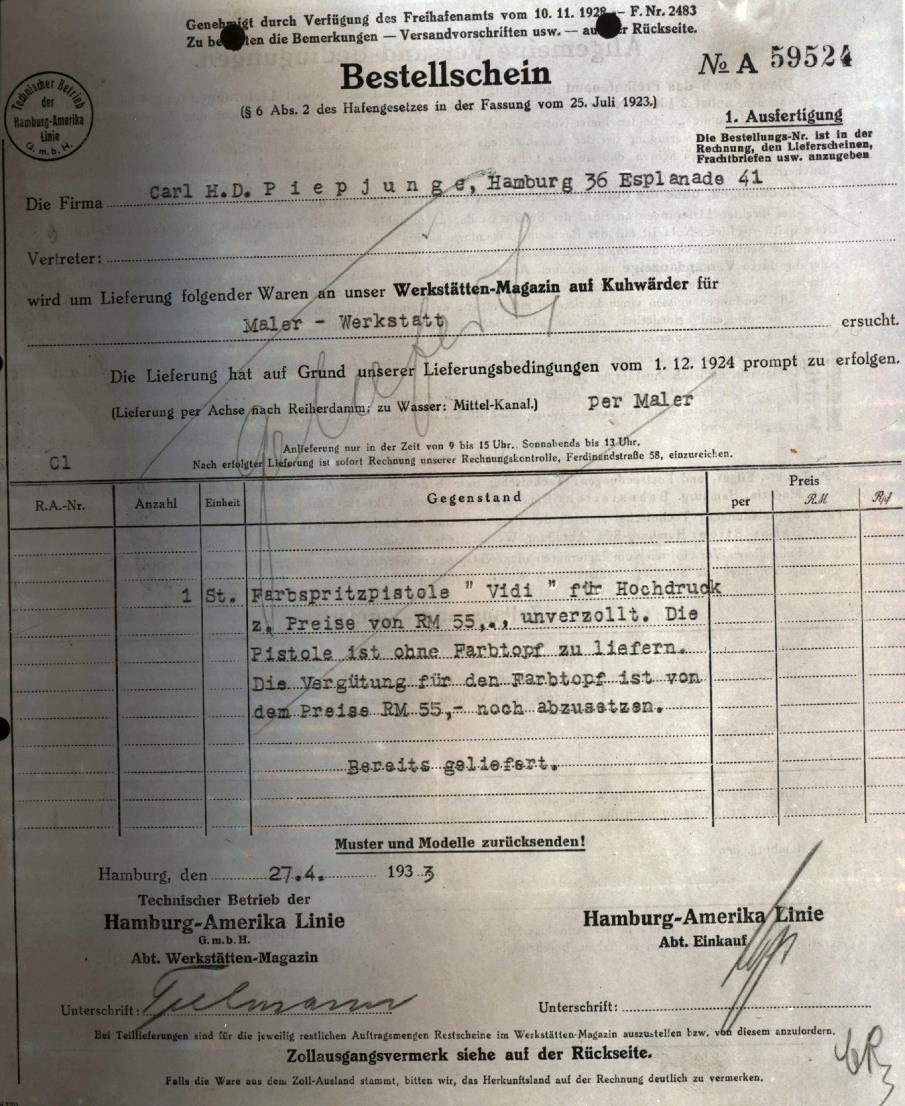 Genehmigt durch Verfügung des Freihafenamts vom 10. 11. 1928 — F. Nr. 2483
Zu be ten die Bemerkungen — Versandvorschriften usw. — au r Rückseite.
Bestellschein
No A 59524
(§ 6 Abs. 2 des Hafengesetzes in der Fassung vom 25. Juli 1923.)
Technischer Betrieb
der
Hamburg-Amerika
Linie
G. m. b. H.
1. Ausfertigung
Die Bestellungs-Nr. ist in der
Rechnung, den Lieferscheinen,
Frachtbriefen usw. anzugeben
Die Firma Carl H.D. P i e p j u n g e, Hamburg 36 Esplanade 41
Vertreter:
wird um Lieferung folgender Waren an unser Werkstätten-Magazin auf Kuhwärder für
Maler - Werkstatt ersucht.
geliefert
Die Lieferung hat auf Grund unserer Lieferungsbedingungen vom 1. 12. 1924 prompt zu erfolgen.
(Lieferung per Achse nach Reiherdamm; zu Wasser: Mittel-Kanal.) per Maler
Anlieferung nur in der Zeit von 9 bis 15 Uhr. Sonnabends bis 13 Uhr.
Cl Nach erfolgter Lieferung ist sofort Rechnung unserer Rechnungskontrolle, Ferdinandstraße 58, einzureichen.
R.A.-Nr. Anzahl Einheit Gegenstand per Preis RM Rpf
1 St. Farbspritzpistole " Vidi " für Hochdruck
z. Preise von RM 55,., unverzollt. Die
Pistole ist ohne Farbtopf zu liefern.
Die Vergütung für den Farbtopf ist von
dem Preise RM 55,- noch abzusetzen.
Bereits geliefert.
Muster und Modelle zurücksenden!
Hamburg, den 27.4. 1933
Technischer Betrieb der
Hamburg-Amerika Linie
G. m. b. H.
Abt. Werkstätten-Magazin
Hamburg-Amerika Linie
Abt. Einkauf
Unterschrift:
Unterschrift:
Bei Teillieferungen sind für die jeweilig restlichen Auftragsmengen Restscheine im Werkstätten-Magazin auszustellen bzw. von diesem anzufordern.
Zollausgangsvermerk siehe auf der Rückseite.
Falls die Ware aus dem Zoll-Ausland stammt, bitten wir, das Herkunftsland auf der Rechnung deutlich zu vermerken.